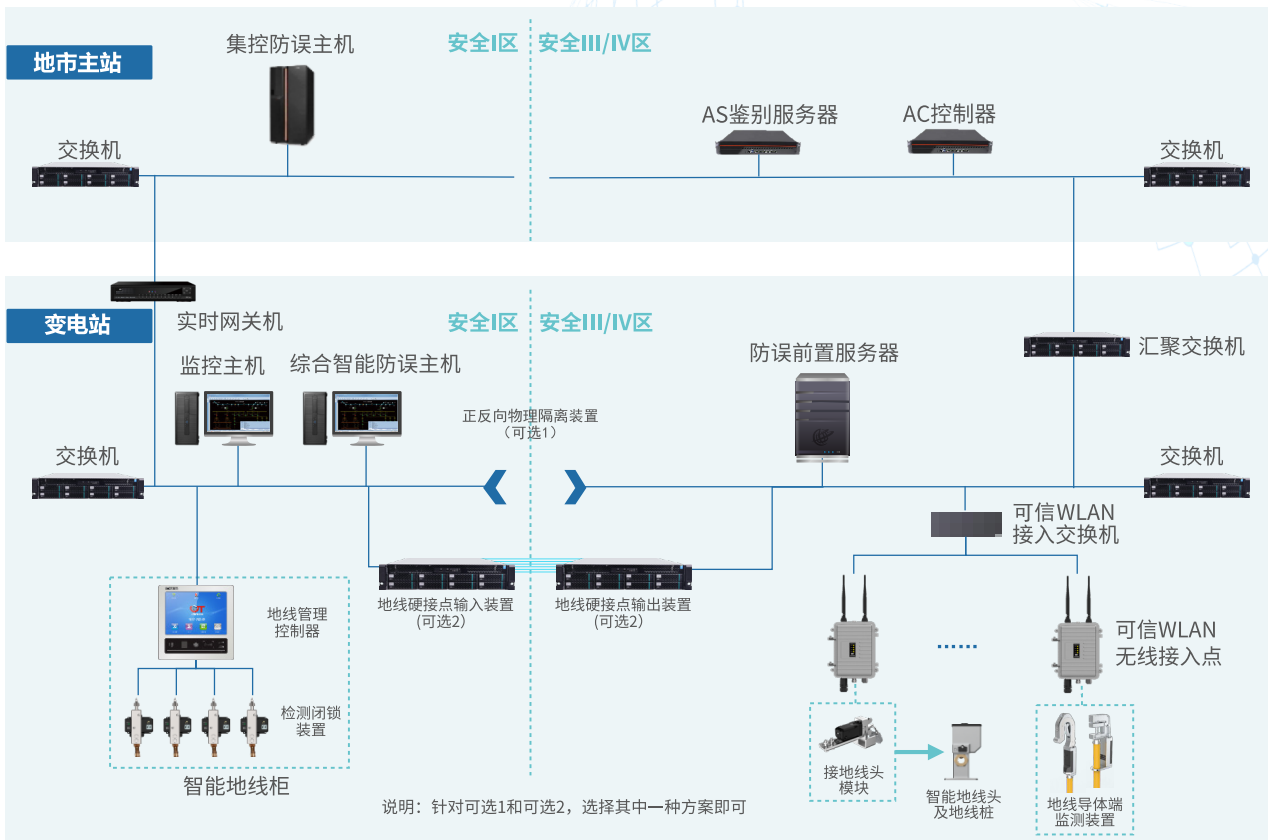 地市主站
集控防误主机
安全I区
安全III/IV区
AS鉴别服务器
AC控制器
交换机
交换机
变电站
实时网关机
安全I区
安全III/IV区
监控主机
综合智能防误主机
防误前置服务器
汇聚交换机
正反向物理隔离装置
（可选1）
交换机
交换机
可信WLAN
接入交换机
地线管理
控制器
地线硬接点输入装置
(可选2)
地线硬接点输出装置
(可选2)
可信WLAN
无线接入点
检测闭锁
装置
智能地线柜
接地线头
模块
智能地线头
及地线桩
地线导体端
监测装置
说明：针对可选1和可选2，选择其中一种方案即可